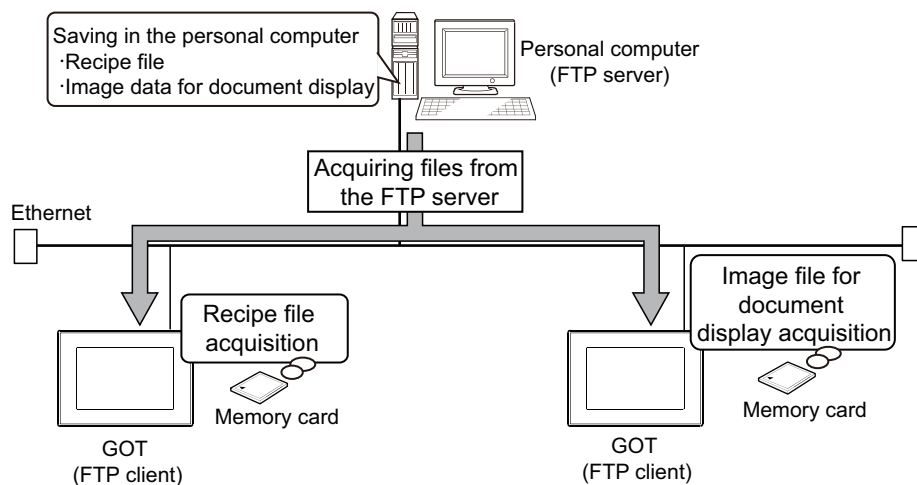 Saving in the personal computer
·Recipe file
·Image data for document display
Personal computer
(FTP server)
Acquiring files from
the FTP server
Ethernet
Recipe file
acquisition
Memory card
GOT
(FTP client)
Image file for
document
display acquisition
Memory card
GOT
(FTP client)